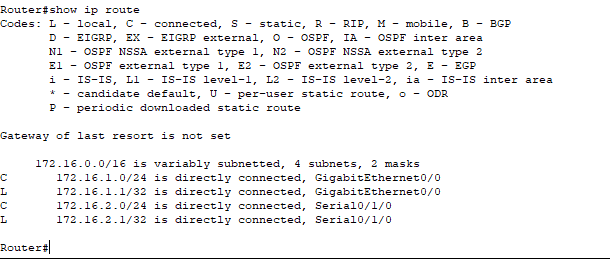 Router#show ip route
Codes: L - local, C - connected, S - static, R - RIP, M - mobile, B - BGP
       D - EIGRP, EX - EIGRP external, O - OSPF, IA - OSPF inter area
       N1 - OSPF NSSA external type 1, N2 - OSPF NSSA external type 2
       E1 - OSPF external type 1, E2 - OSPF external type 2, E - EGP
       i - IS-IS, L1 - IS-IS level-1, L2 - IS-IS level-2, ia - IS-IS inter area
       * - candidate default, U - per-user static route, o - ODR
       P - periodic downloaded static route

Gateway of last resort is not set

     172.16.0.0/16 is variably subnetted, 4 subnets, 2 masks
C       172.16.1.0/24 is directly connected, GigabitEthernet0/0
L       172.16.1.1/32 is directly connected, GigabitEthernet0/0
C       172.16.2.0/24 is directly connected, Serial0/1/0
L       172.16.2.1/32 is directly connected, Serial0/1/0

Router#